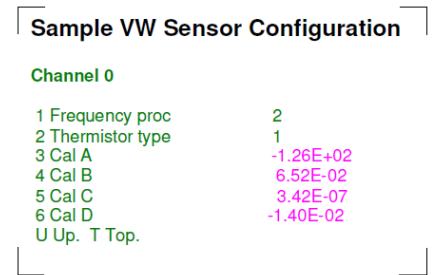 Sample VW Sensor Configuration
Channel 0
1 Frequency proc 2
2 Thermistor type 1
3 Cal A -1.26E+02
4 Cal B 6.52E-02
5 Cal C 3.42E-07
6 Cal D -1.40E-02
U Up. T Top.